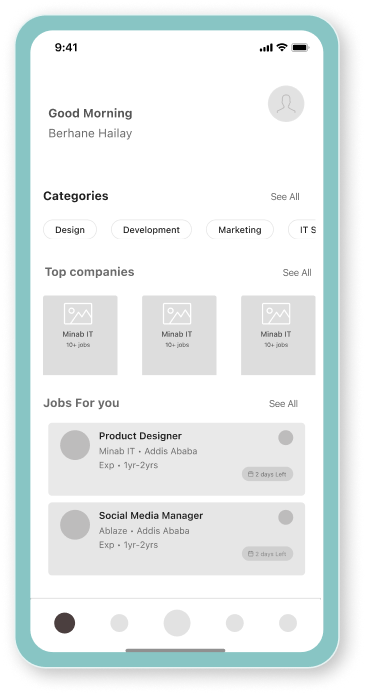 9:41
Good Morning
Berhane Hailay
Categories See All
Design Development Marketing IT S
Top companies See All
Minab IT Minab IT Minab IT
10+ jobs 10+ jobs 10+ jobs
Jobs For you See All
Product Designer
Minab IT • Addis Ababa
Exp • 1yr-2yrs
2 days Left
Social Media Manager
Ablaze • Addis Ababa
Exp • 1yr-2yrs
2 days Left